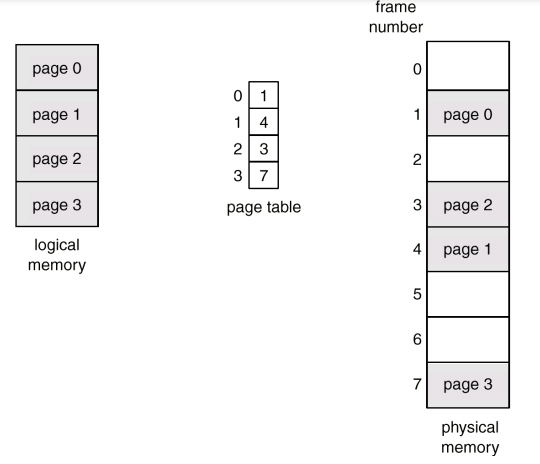 page 0
page 1
page 2
page 3
logical
memory
0 1
1 4
2 3
3 7
page table
frame
number
0
1 page 0
2
3 page 2
4 page 1
5
6
7 page 3
physical
memory